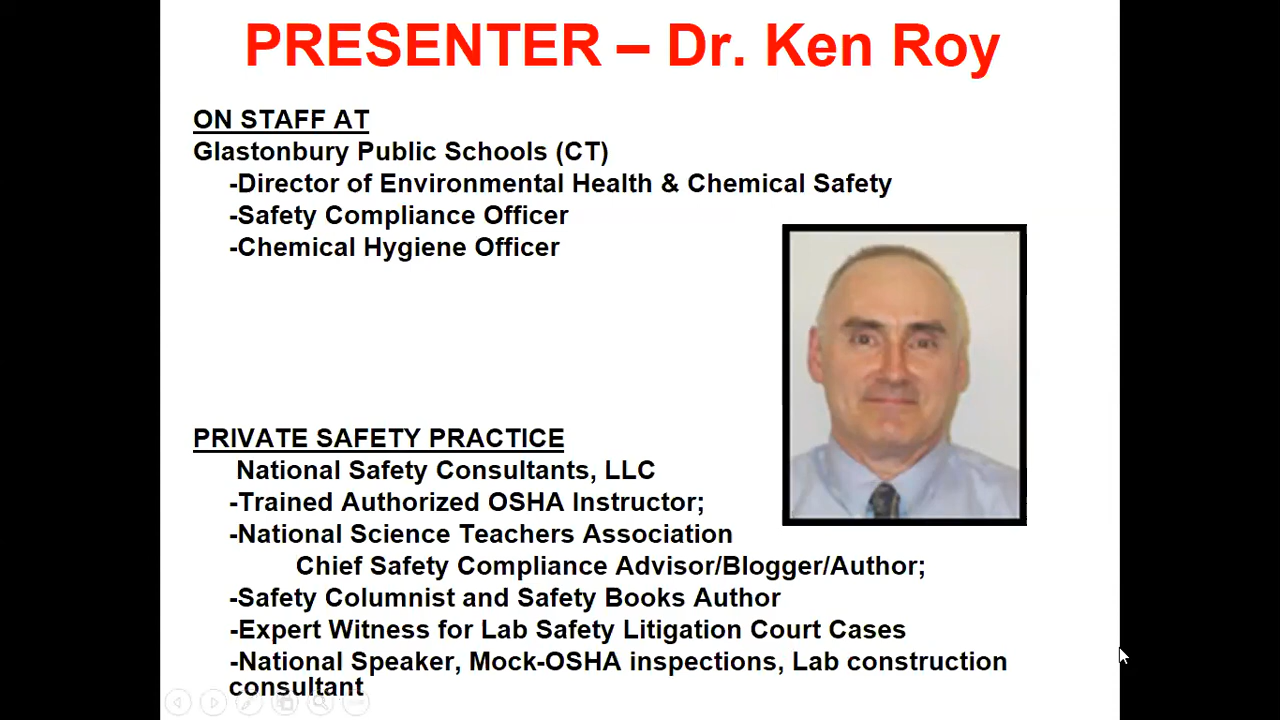 PRESENTER – Dr. Ken Roy
ON STAFF AT
Glastonbury Public Schools (CT)
-Director of Environmental Health & Chemical Safety
-Safety Compliance Officer
-Chemical Hygiene Officer
PRIVATE SAFETY PRACTICE
National Safety Consultants, LLC
-Trained Authorized OSHA Instructor;
-National Science Teachers Association
Chief Safety Compliance Advisor/Blogger/Author;
-Safety Columnist and Safety Books Author
-Expert Witness for Lab Safety Litigation Court Cases
-National Speaker, Mock-OSHA inspections, Lab construction
consultant